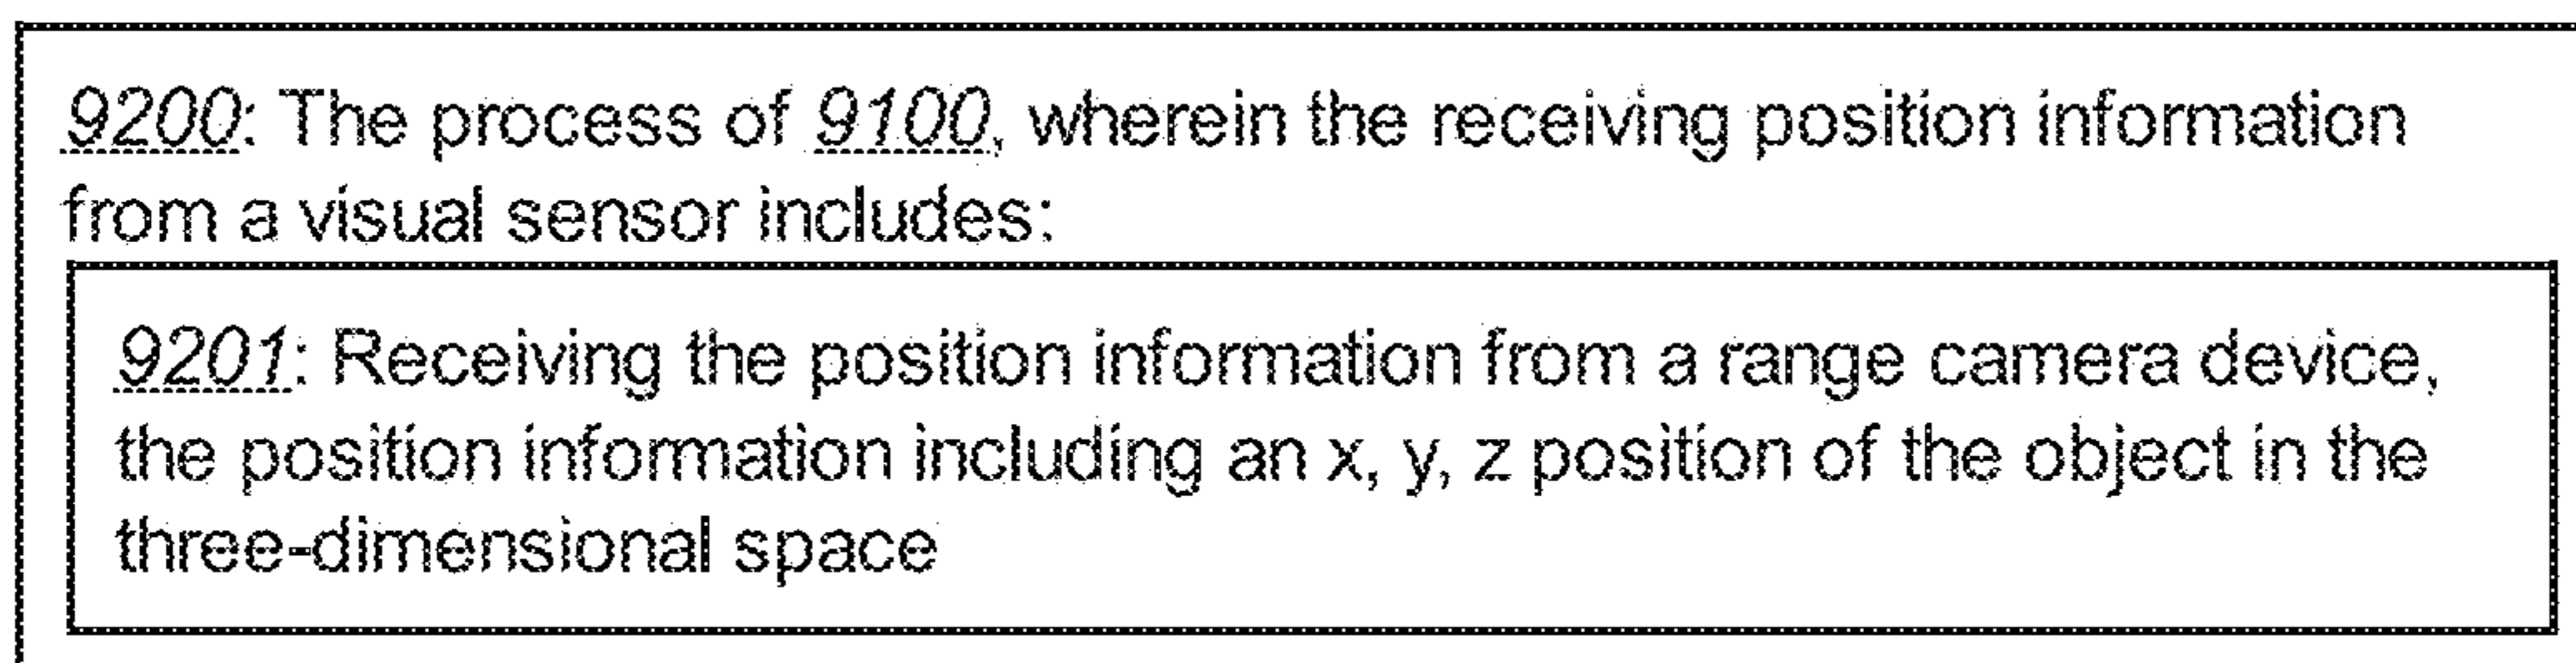 9200: The process of 9100, wherein the receiving position information
from a visual sensor includes:
9201: Receiving the position information from a range camera device,
the position information including an x, y, z position of the object in the
three-dimensional space